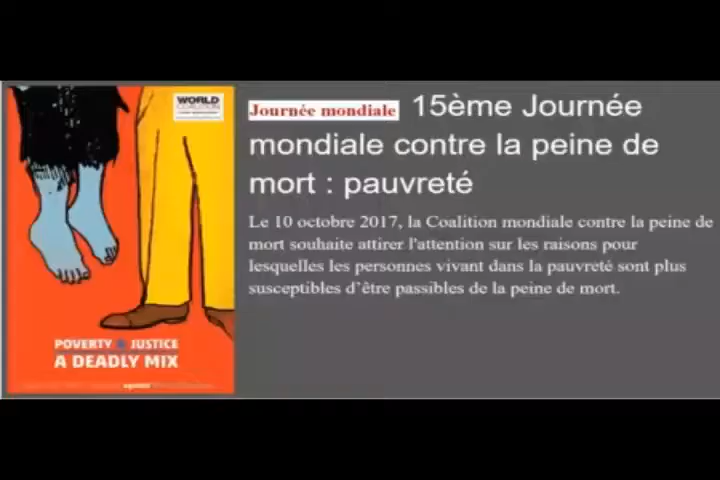 WORLD
COALITION
Journée mondiale 15ème Journée
mondiale contre la peine de
mort : pauvreté
Le 10 octobre 2017, la Coalition mondiale contre la peine de
mort souhaite attirer l'attention sur les raisons pour
lesquelles les personnes vivant dans la pauvreté sont plus
susceptibles d’être passibles de la peine de mort.
POVERTY & JUSTICE
A DEADLY MIX